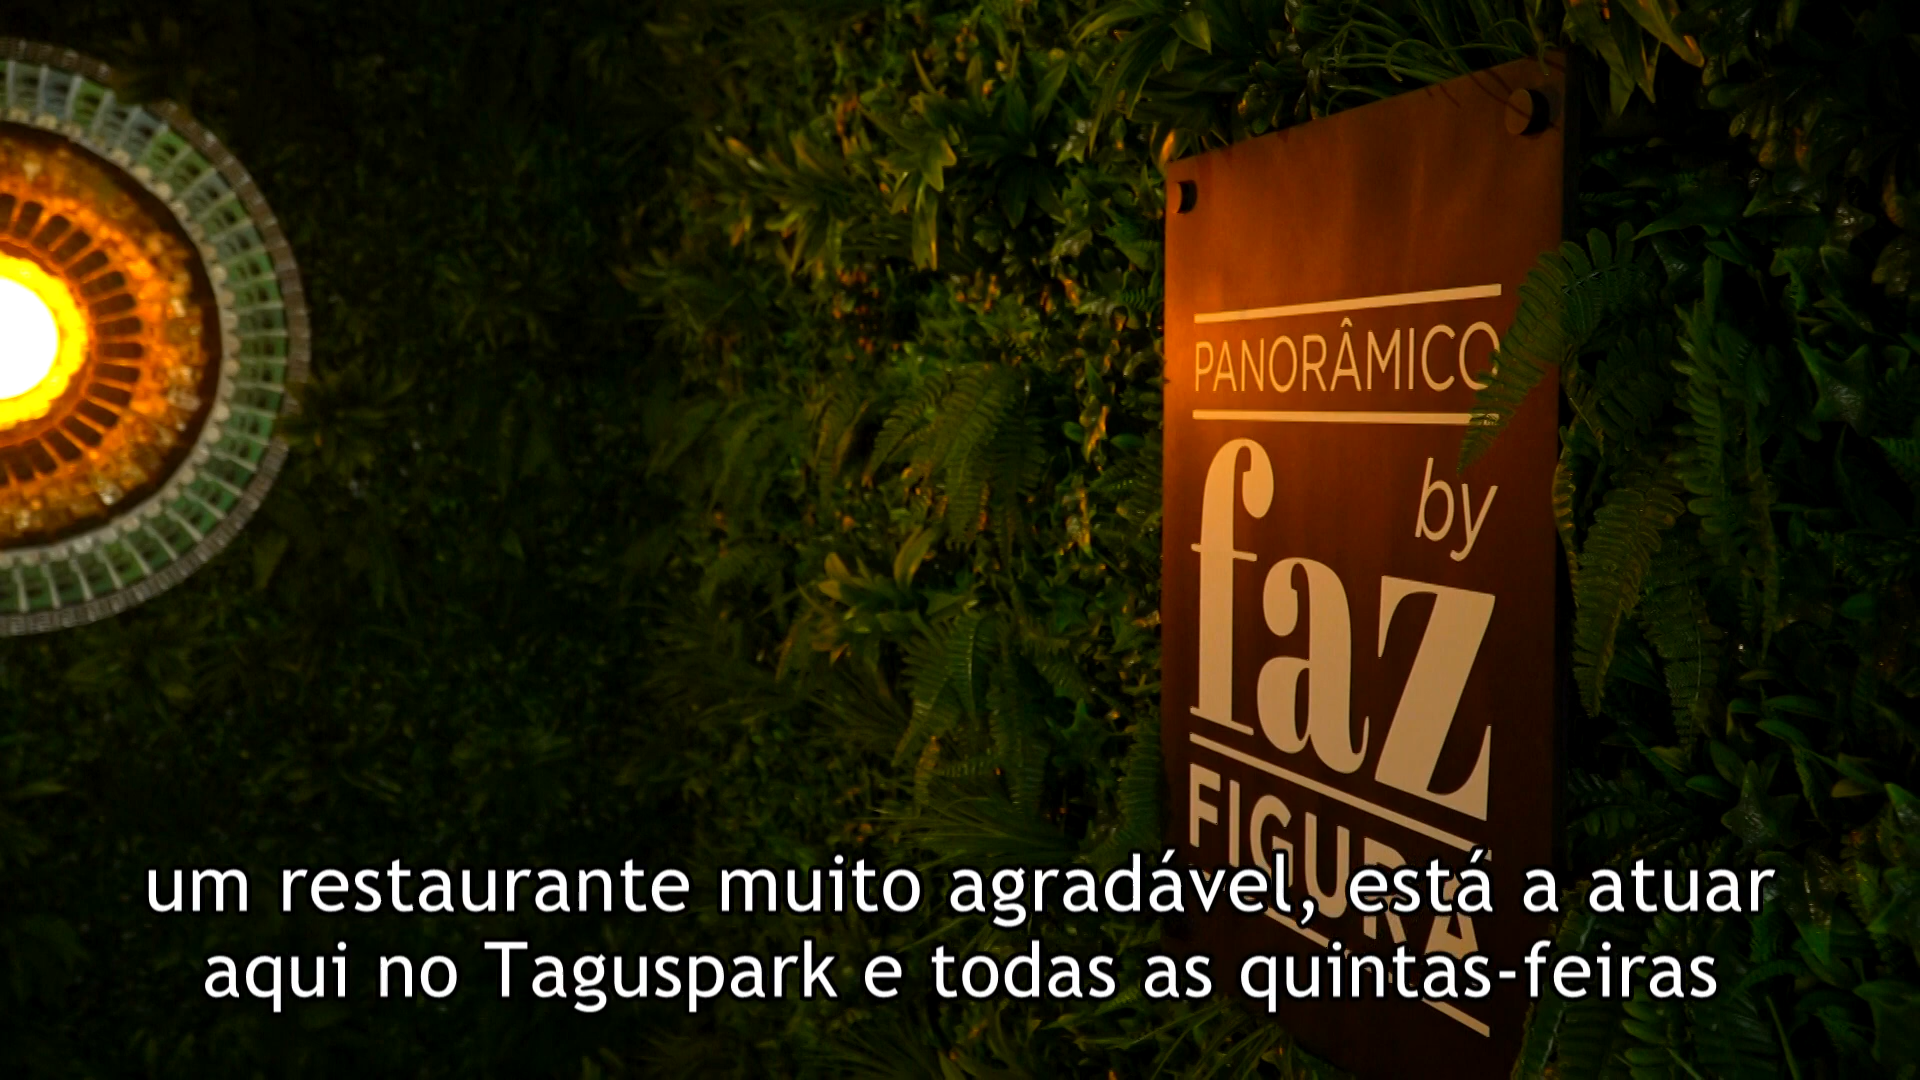 PANORÂMICO
by
faz
FIGURA
um restaurante muito agradável, está a atuar
aqui no Taguspark e todas as quintas-feiras